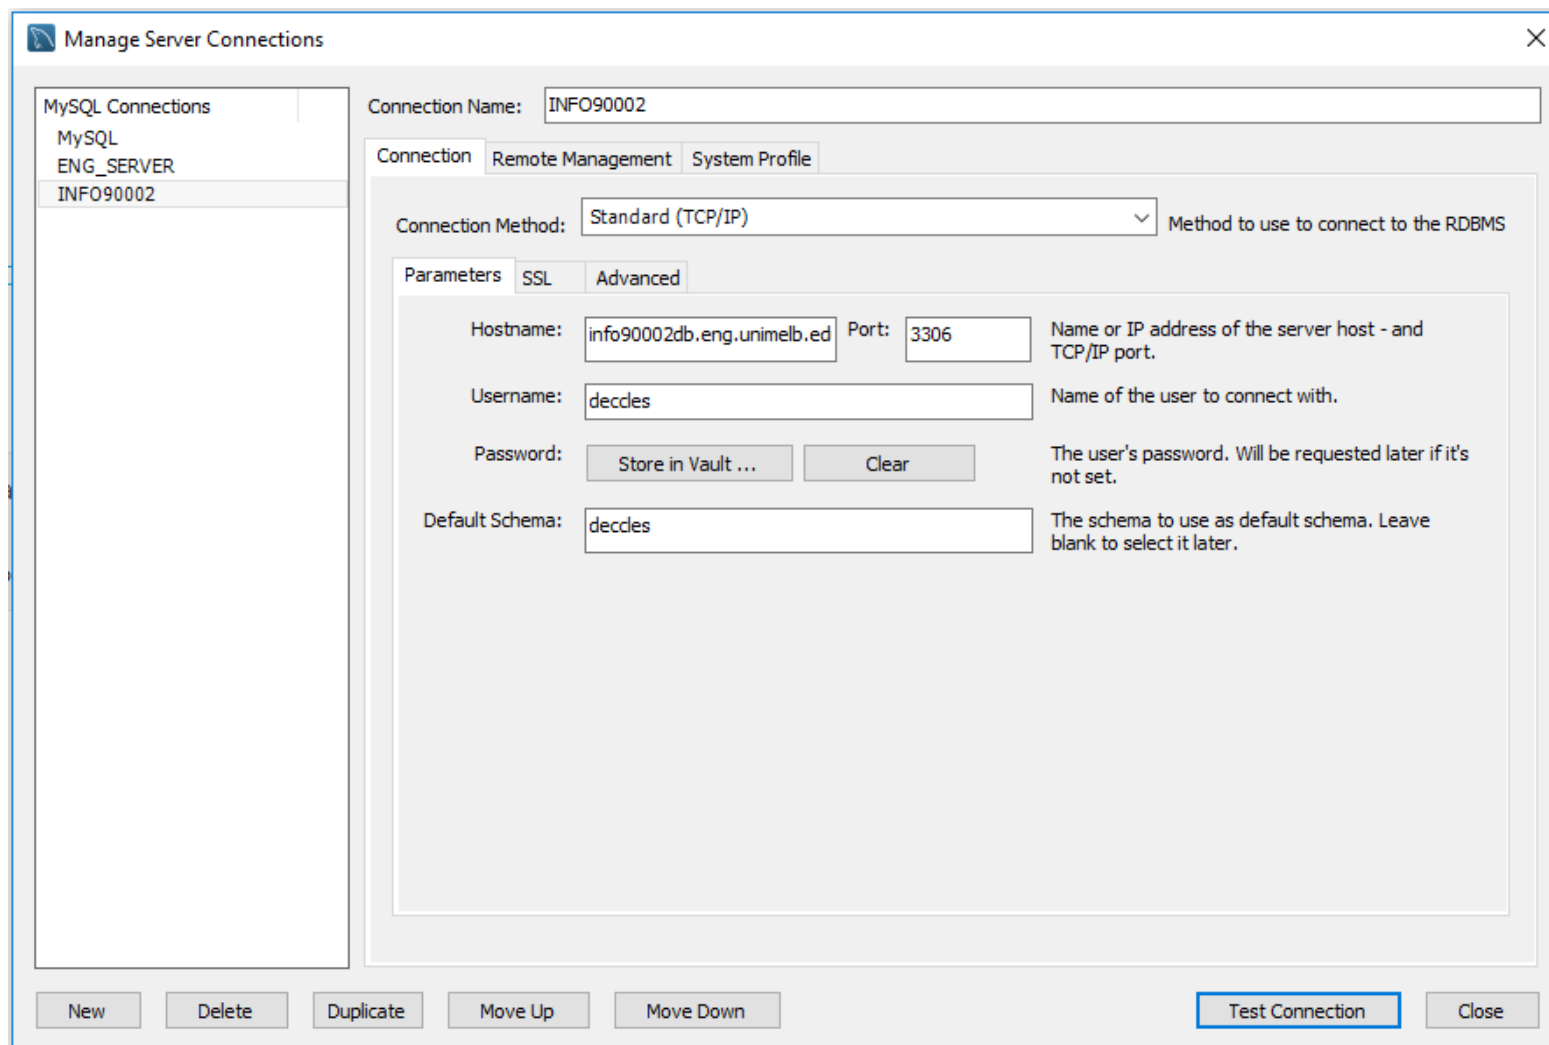 Manage Server Connections
MySQL Connections
MySQL
ENG_SERVER
INFO90002
Connection Name: INFO90002
Connection Remote Management System Profile
Connection Method: Standard (TCP/IP) Method to use to connect to the RDBMS
Parameters SSL Advanced
Hostname: info90002db.eng.unimelb.ed Port: 3306 Name or IP address of the server host - and
TCP/IP port.
Username: deccles Name of the user to connect with.
Password: Store in Vault ... Clear The user's password. Will be requested later if it's
not set.
Default Schema: deccles The schema to use as default schema. Leave
blank to select it later.
New Delete Duplicate Move Up Move Down Test Connection Close